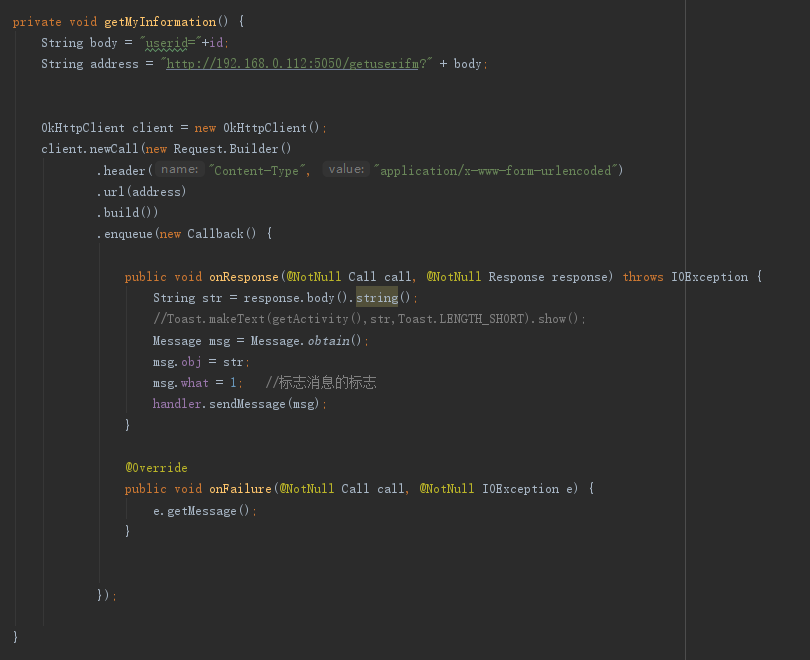 private void getMyInformation() {
String body = "userid="+id;
String address = "http://192.168.0.112:5050/getuserifm?" + body;
OkHttpClient client = new OkHttpClient();
client.newCall(new Request.Builder()
.header( name: "Content-Type", value: "application/x-www-form-urlencoded")
.url(address)
.build())
.enqueue(new Callback() {
public void onResponse(@NotNull Call call, @NotNull Response response) throws IOException {
String str = response.body().string();
//Toast.makeText(getActivity(),str,Toast.LENGTH_SHORT).show();
Message msg = Message.obtain();
msg.obj = str;
msg.what = 1;   //标志消息的标志
handler.sendMessage(msg);
}
@Override
public void onFailure(@NotNull Call call, @NotNull IOException e) {
e.getMessage();
}
});
}